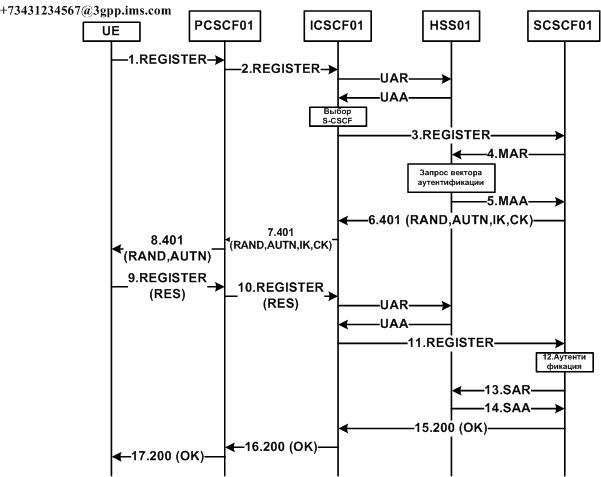 +73431234567@3gpp.ims.com
UE
PCSCF01
ICSCF01
HSS01
SCSCF01
1.REGISTER
2.REGISTER
UAR
UAA
Выбор
S-CSCF
3.REGISTER
4.MAR
Запрос вектора
аутентификации
5.MAA
6.401 (RAND,AUTN,IK,CK)
7.401
(RAND,AUTN,IK,CK)
8.401
(RAND,AUTN)
9.REGISTER
(RES)
10.REGISTER
(RES)
UAR
UAA
11.REGISTER
12.Аутенти
фикация
13.SAR
14.SAA
15.200 (OK)
16.200 (OK)
17.200 (OK)